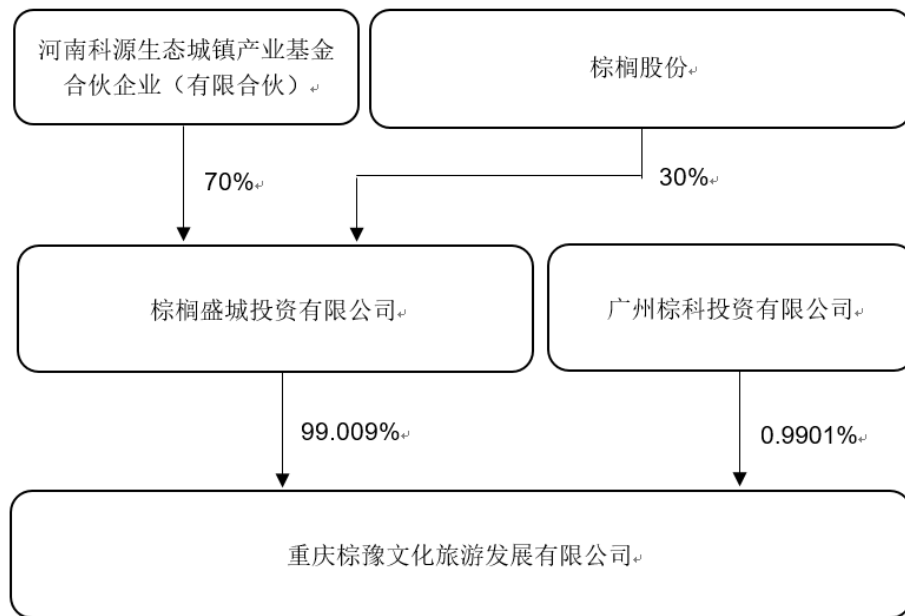 河南科源生态城镇产业基金
合伙企业（有限合伙）
棕榈股份
70%
30%
棕榈盛城投资有限公司
广州棕科投资有限公司
99.009%
0.9901%
重庆棕豫文化旅游发展有限公司